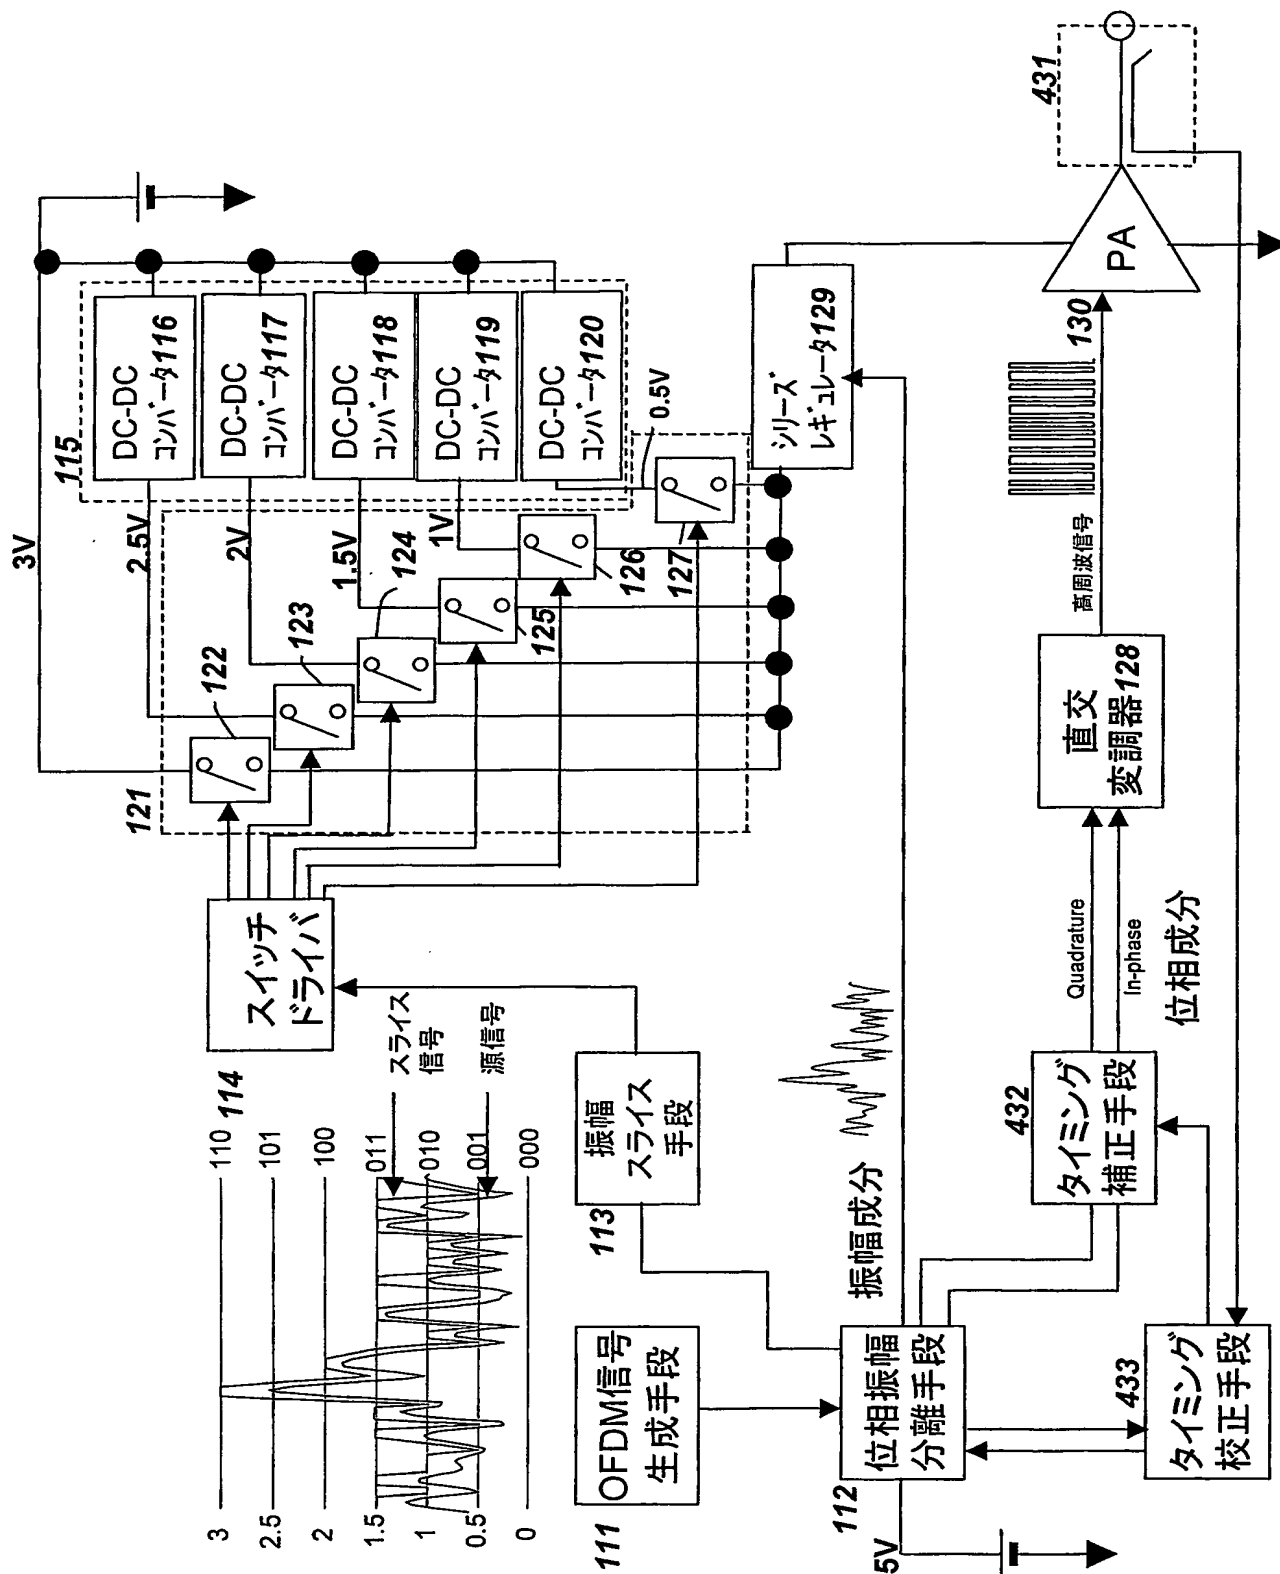 3V
2.5V
2V
1.5V
1V
0.5V
115
DC-DC
コンバータ116
DC-DC
コンバータ117
DC-DC
コンバータ118
DC-DC
コンバータ119
DC-DC
コンバータ120
121
122
123
124
125
126
127
スイッチ
ドライバ
114
スライス
信号
源信号
110
101
100
011
010
001
000
3
2.5
2
1.5
1
0.5
0
シリーズ
レギュレータ129
PA
130
431
高周波信号
直交
変調器128
Quadrature
In-phase
位相成分
振幅
スライス
手段
113
振幅成分
タイミング
補正手段
432
OFDM信号
生成手段
111
位相振幅
分離手段
112
5V
タイミング
校正手段
433